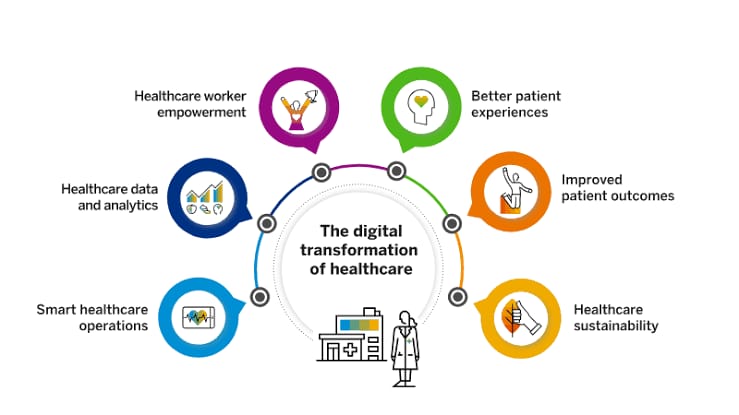 Healthcare worker
empowerment
Better patient
experiences
Healthcare data
and analytics
Improved
patient outcomes
The digital
transformation
of healthcare
Smart healthcare
operations
Healthcare
sustainability